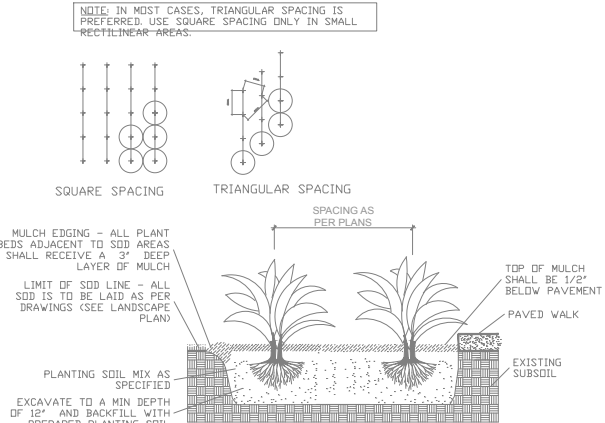 NOTE: IN MOST CASES, TRIANGULAR SPACING IS
PREFERRED. USE SQUARE SPACING ONLY IN SMALL
RECTILINEAR AREAS.
SQUARE SPACING
TRIANGULAR SPACING
SPACING AS
PER PLANS
MULCH EDGING - ALL PLANT
BEDS ADJACENT TO SOD AREAS
SHALL RECEIVE A 3" DEEP
LAYER OF MULCH
LIMIT OF SOD LINE - ALL
SOD IS TO BE LAID AS PER
DRAWINGS (SEE LANDSCAPE
PLAN)
PLANTING SOIL MIX AS
SPECIFIED
EXCAVATE TO A MIN DEPTH
OF 12" AND BACKFILL WITH
PREPARED PLANTING SOIL
TOP OF MULCH
SHALL BE 1/2"
BELOW PAVEMENT
PAVED WALK
EXISTING
SUBSOIL